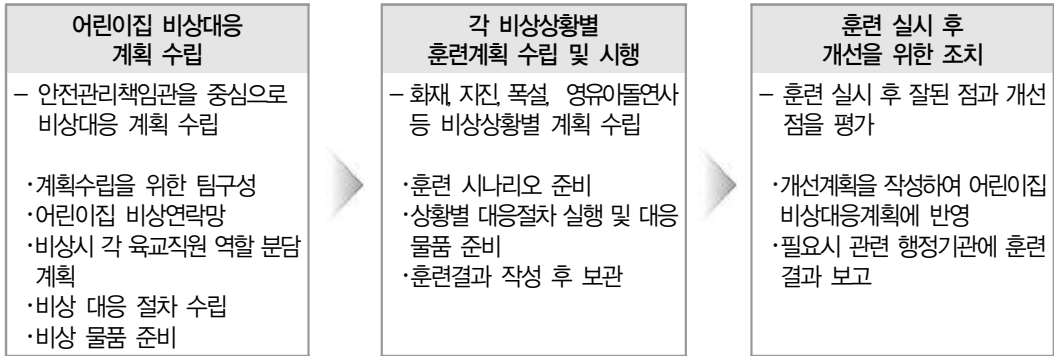 어린이집 비상대응
계획 수립
– 안전관리책임관을 중심으로
비상대응 계획 수립
·계획수립을 위한 팀구성
·어린이집 비상연락망
·비상시 각 육교직원 역할 분담
계획
·비상 대응 절차 수립
·비상 물품 준비
각 비상상황별
훈련계획 수립 및 시행
– 화재, 지진, 폭설, 영유아돌연사
등 비상상황별 계획 수립
·훈련 시나리오 준비
·상황별 대응절차 실행 및 대응
물품 준비
·훈련결과 작성 후 보관
훈련 실시 후
개선을 위한 조치
– 훈련 실시 후 잘된 점과 개선
점을 평가
·개선계획을 작성하여 어린이집
비상대응계획에 반영
·필요시 관련 행정기관에 훈련
결과 보고